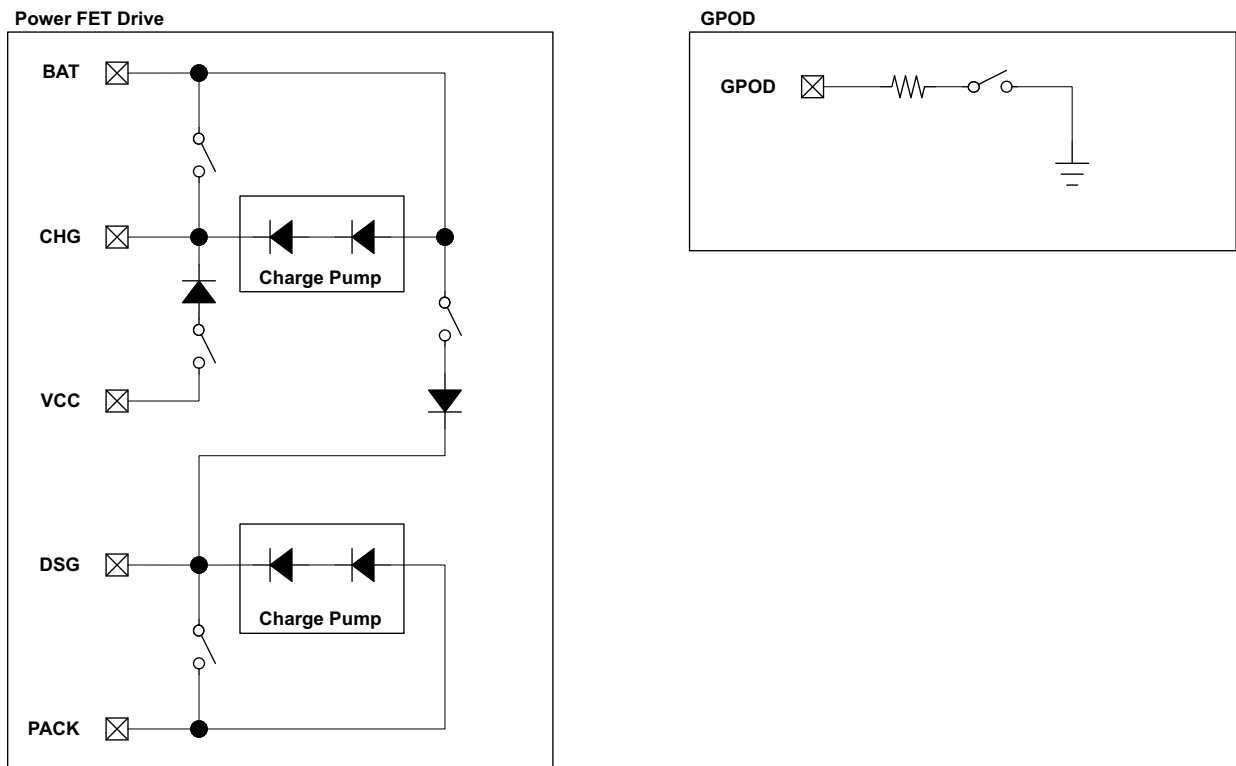 Power FET Drive
BAT
CHG
Charge Pump
VCC
DSG
Charge Pump
PACK
GPOD
GPOD